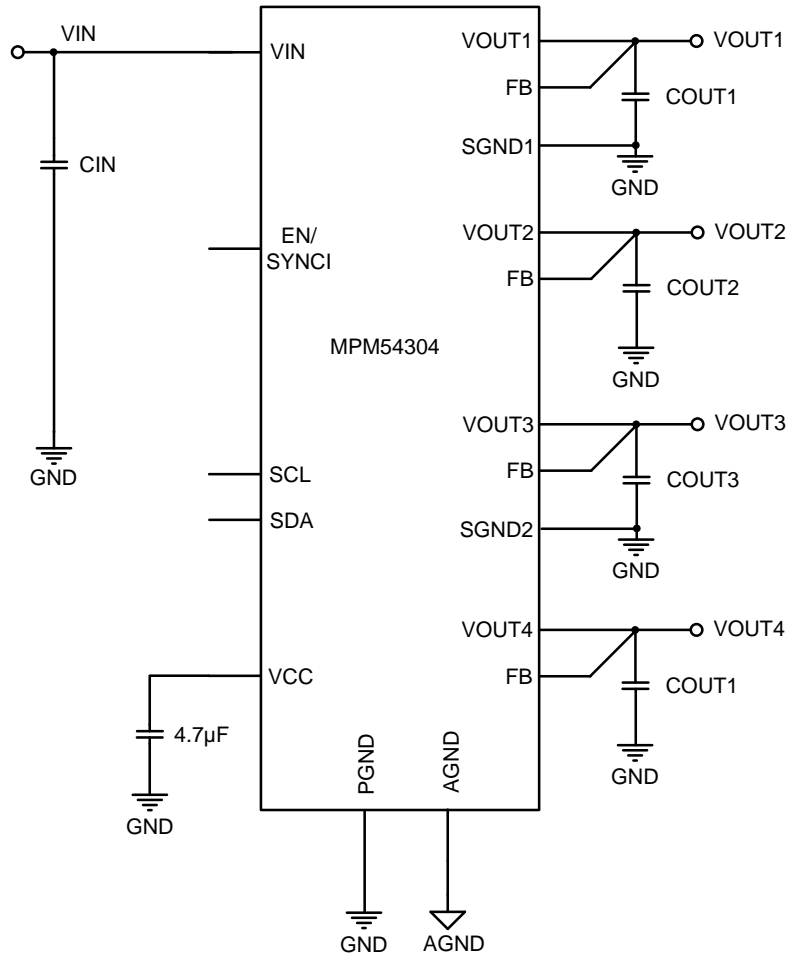 VIN
VIN
CIN
GND
EN/
SYNCI
SCL
SDA
VCC
4.7µF
GND
MPM54304
PGND
AGND
GND
AGND
VOUT1
VOUT1
FB
COUT1
SGND1
GND
VOUT2
VOUT2
FB
COUT2
GND
VOUT3
VOUT3
FB
COUT3
SGND2
GND
VOUT4
VOUT4
FB
COUT1
GND